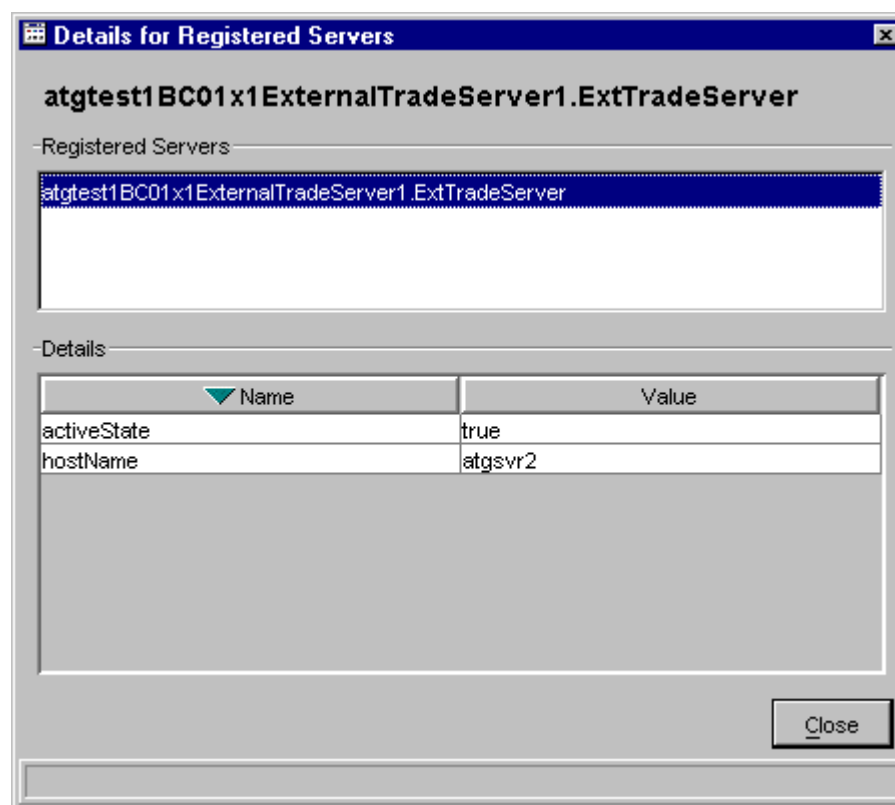 Details for Registered Servers
atgtest1BC01x1ExternalTradeServer1.ExtTradeServer
Registered Servers
atgtest1BC01x1ExternalTradeServer1.ExtTradeServer
Details
Name Value
activeState true
hostName atgsvr2
Close